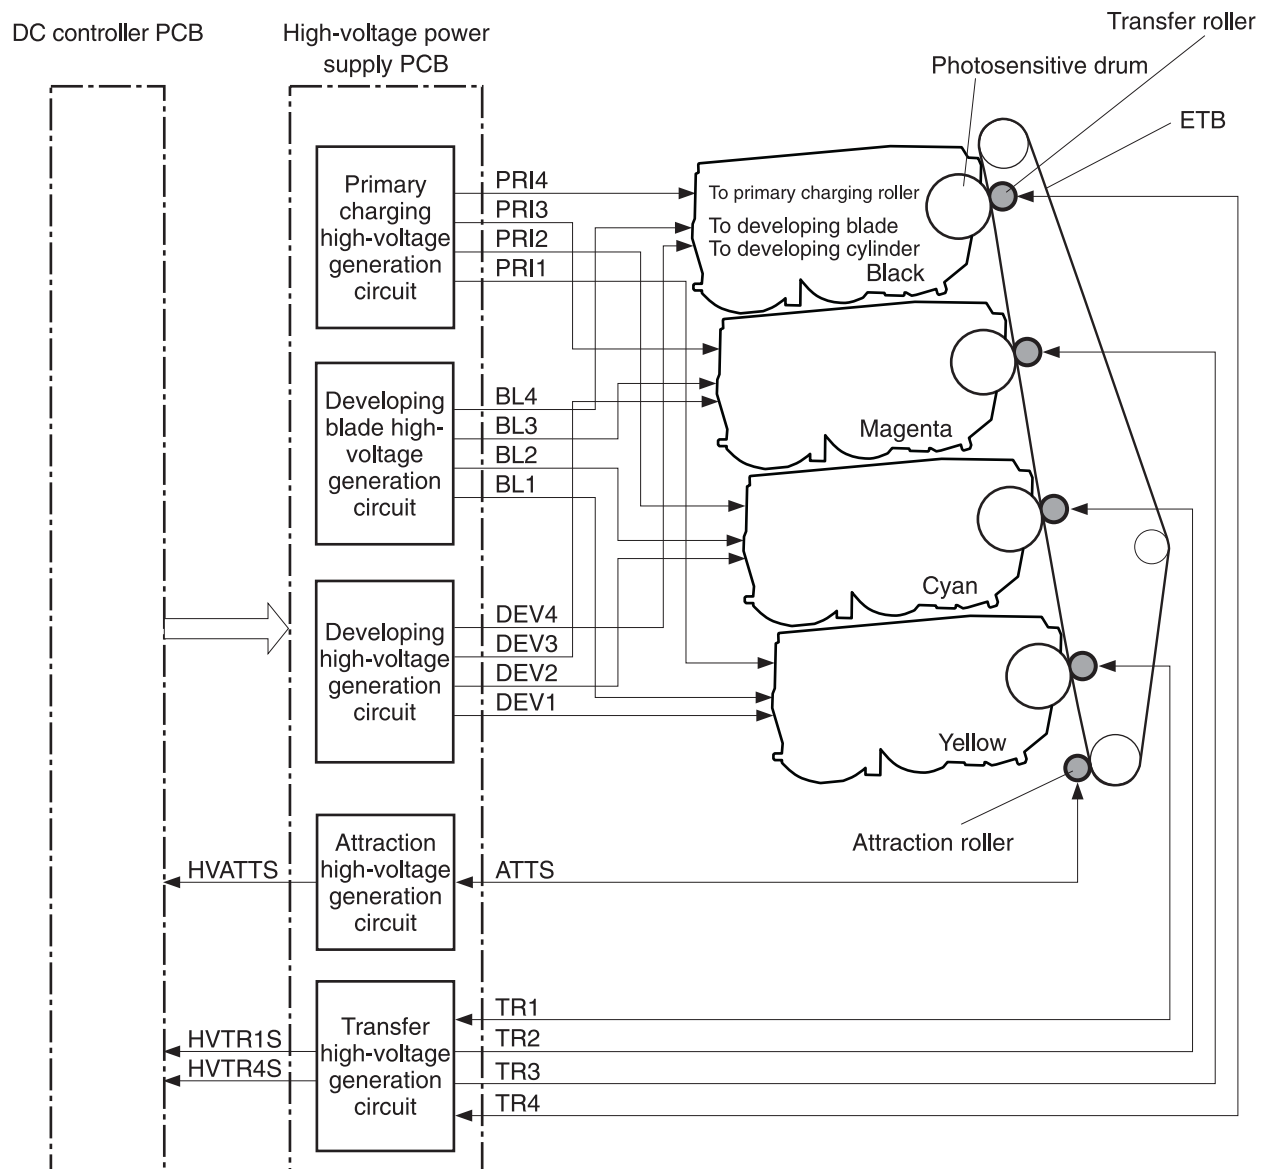 DC controller PCB
High-voltage power
supply PCB
Transfer roller
Photosensitive drum
ETB
Primary
charging
high-voltage
generation
circuit
PRI4
PRI3
PRI2
PRI1
To primary charging roller
To developing blade
To developing cylinder
Black
Developing
blade high-
voltage
generation
circuit
BL4
BL3
BL2
BL1
Magenta
Cyan
Developing
high-voltage
generation
circuit
DEV4
DEV3
DEV2
DEV1
Yellow
Attraction roller
Attraction
high-voltage
generation
circuit
HVATTS
ATTS
Transfer
high-voltage
generation
circuit
HVTR1S
HVTR4S
TR1
TR2
TR3
TR4